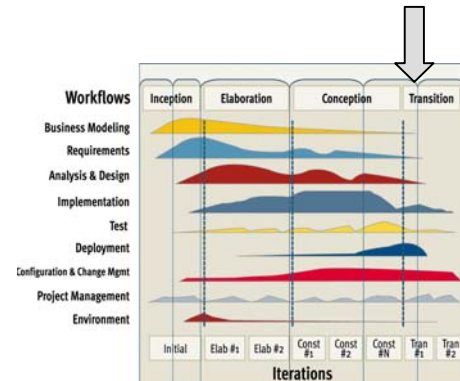 Workflows
Inception Elaboration Conception Transition
Business Modeling
Requirements
Analysis & Design
Implementation
Test
Deployment
Configuration & Change Mgmt
Project Management
Environment
Initial Elab #1 Elab #2 Const #1 Const #2 Const #N Tran #1 Tran #2
Iterations